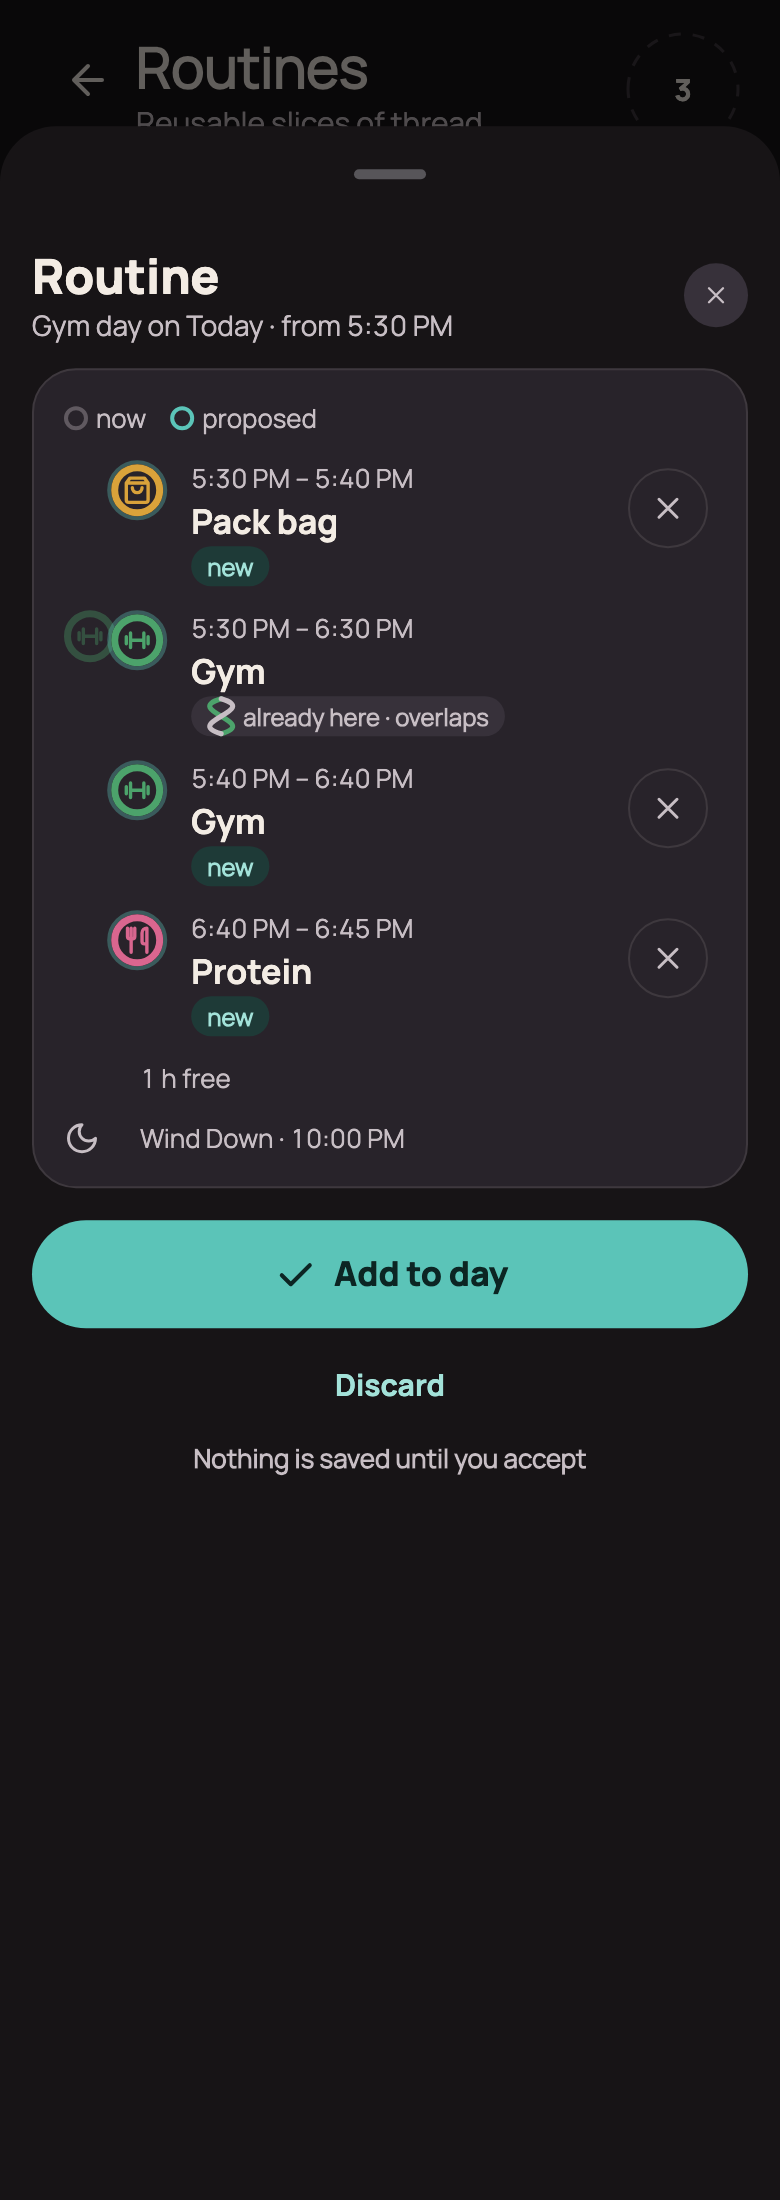 Routines
3
Reusable slices of thread
Routine
Gym day on Today · from 5:30 PM
now
proposed
5:30 PM – 5:40 PM
Pack bag
new
5:30 PM – 6:30 PM
Gym
already here · overlaps
5:40 PM – 6:40 PM
Gym
new
6:40 PM – 6:45 PM
Protein
new
1 h free
Wind Down · 10:00 PM
Add to day
Discard
Nothing is saved until you accept